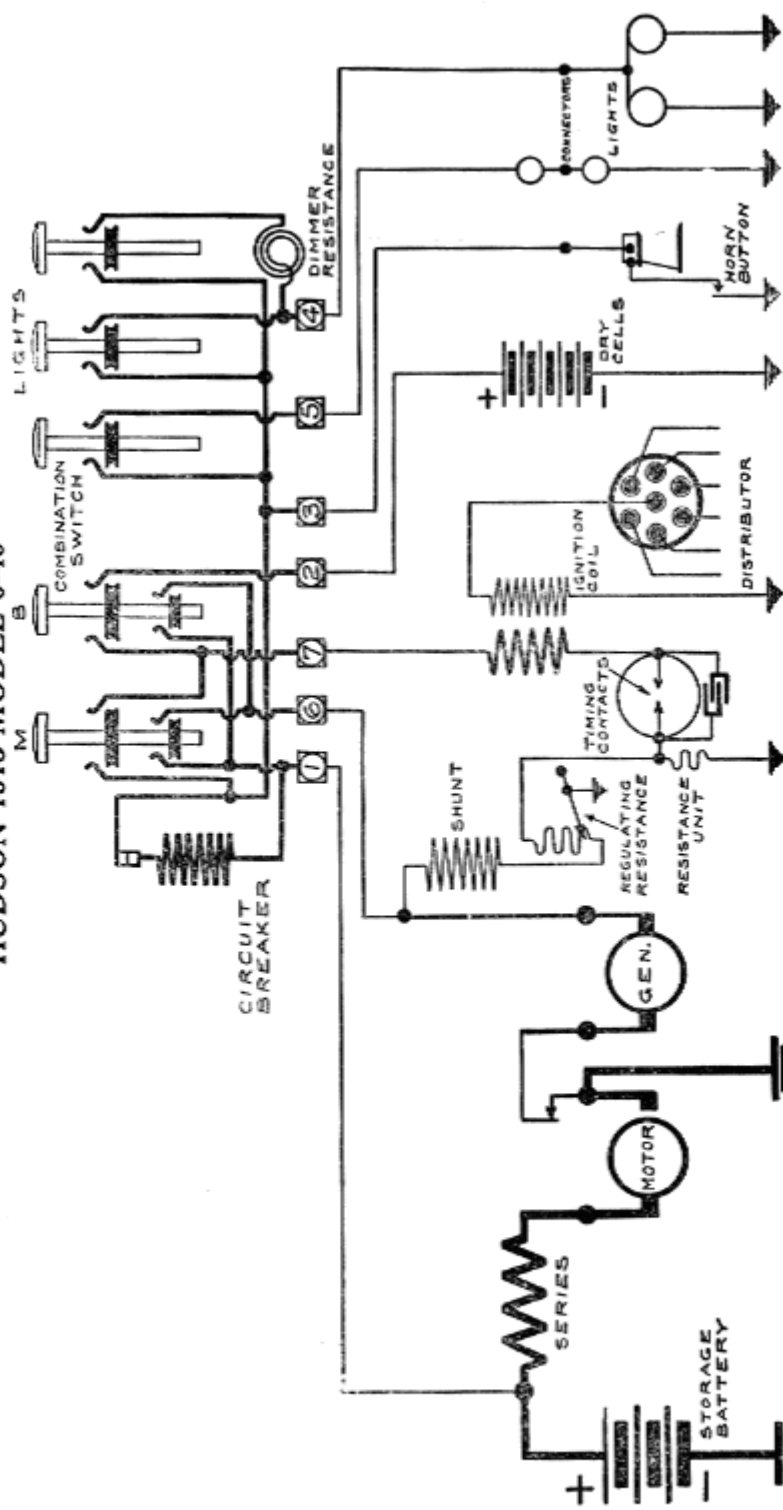 LIGHTS
M
B
COMBINATION
SWITCH
CIRCUIT
BREAKER
1
6
7
2
3
5
4
DIMMER
RESISTANCE
SHUNT
REGULATING
RESISTANCE
TIMING
CONTACTS
RESISTANCE
UNIT
IGNITION
COIL
DISTRIBUTOR
+
-
DRY
CELLS
HORN
BUTTON
CONNECTORS
LIGHTS
+
-
STORAGE
BATTERY
SERIES
MOTOR
GEN.